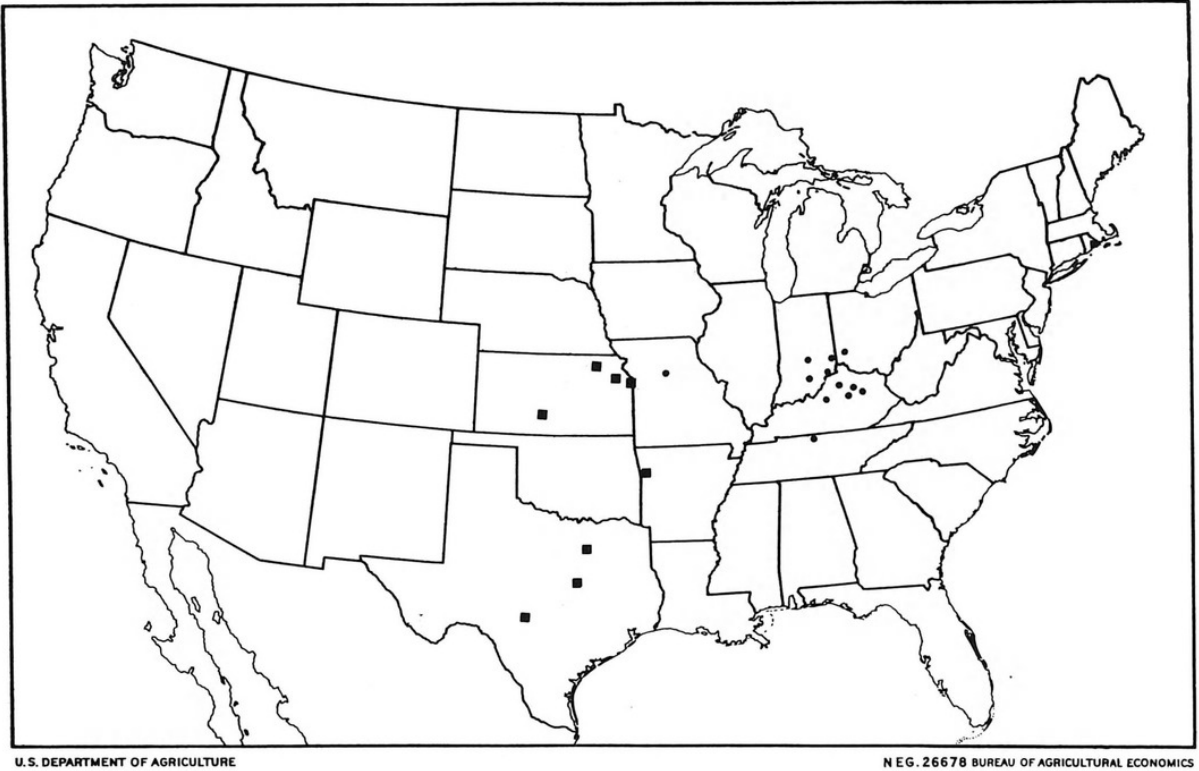 U.S. DEPARTMENT OF AGRICULTURE
NEG. 26678 BUREAU OF AGRICULTURAL ECONOMICS